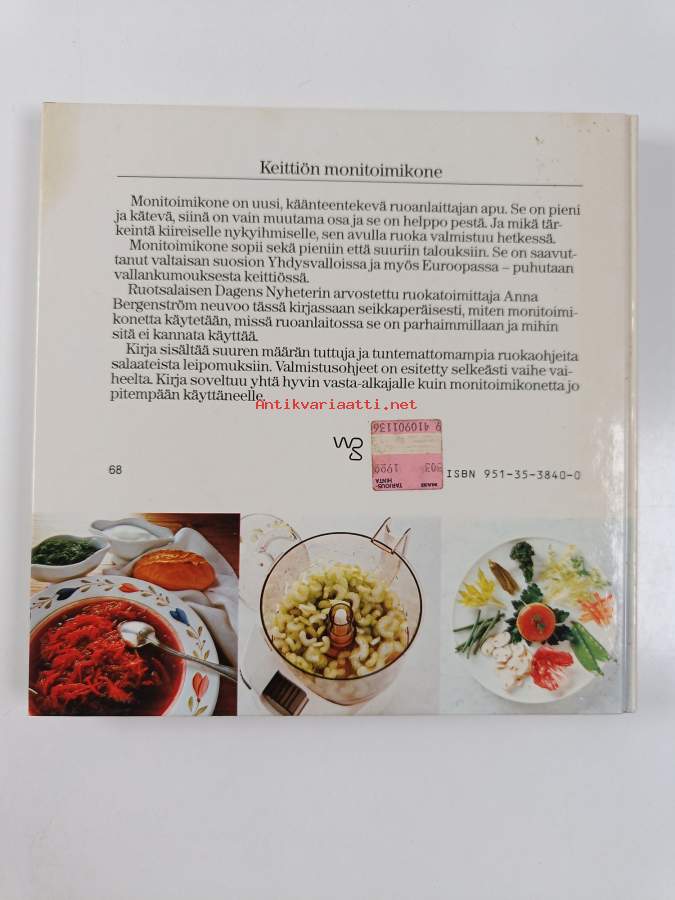 Keittiön monitoimikone
Monitoimikone on uusi, käänteentekevä ruoanlaittajan apu. Se on pieni
ja kätevä, siinä on vain muutama osa ja se on helppo pestä. Ja mikä tär-
keintä kiireiselle nykyihmiselle, sen avulla ruoka valmistuu hetkessä.
Monitoimikone sopii sekä pieniin että suuriin talouksiin. Se on saavut-
tanut valtaisan suosion Yhdysvalloissa ja myös Euroopassa – puhutaan
vallankumouksesta keittiössä.
Ruotsalaisen Dagens Nyheterin arvostettu ruokatoimittaja Anna
Bergenström neuvoo tässä kirjassaan seikkaperäisesti, miten monitoimi-
konetta käytetään, missä ruoanlaitossa se on parhaimmillaan ja mihin
sitä ei kannata käyttää.
Kirja sisältää suuren määrän tuttuja ja tuntemattomampia ruokaohjeita
salaateista leipomuksiin. Valmistusohjeet on esitetty selkeästi vaihe vai-
heelta. Kirja soveltuu yhtä hyvin vasta-alkajalle kuin monitoimikonetta jo
pitempään käyttäneelle.
Antikvariaatti.net
9 410901136
68
303 1900
ISBN 951-35-3840-0
TARJOUS-
HINTA